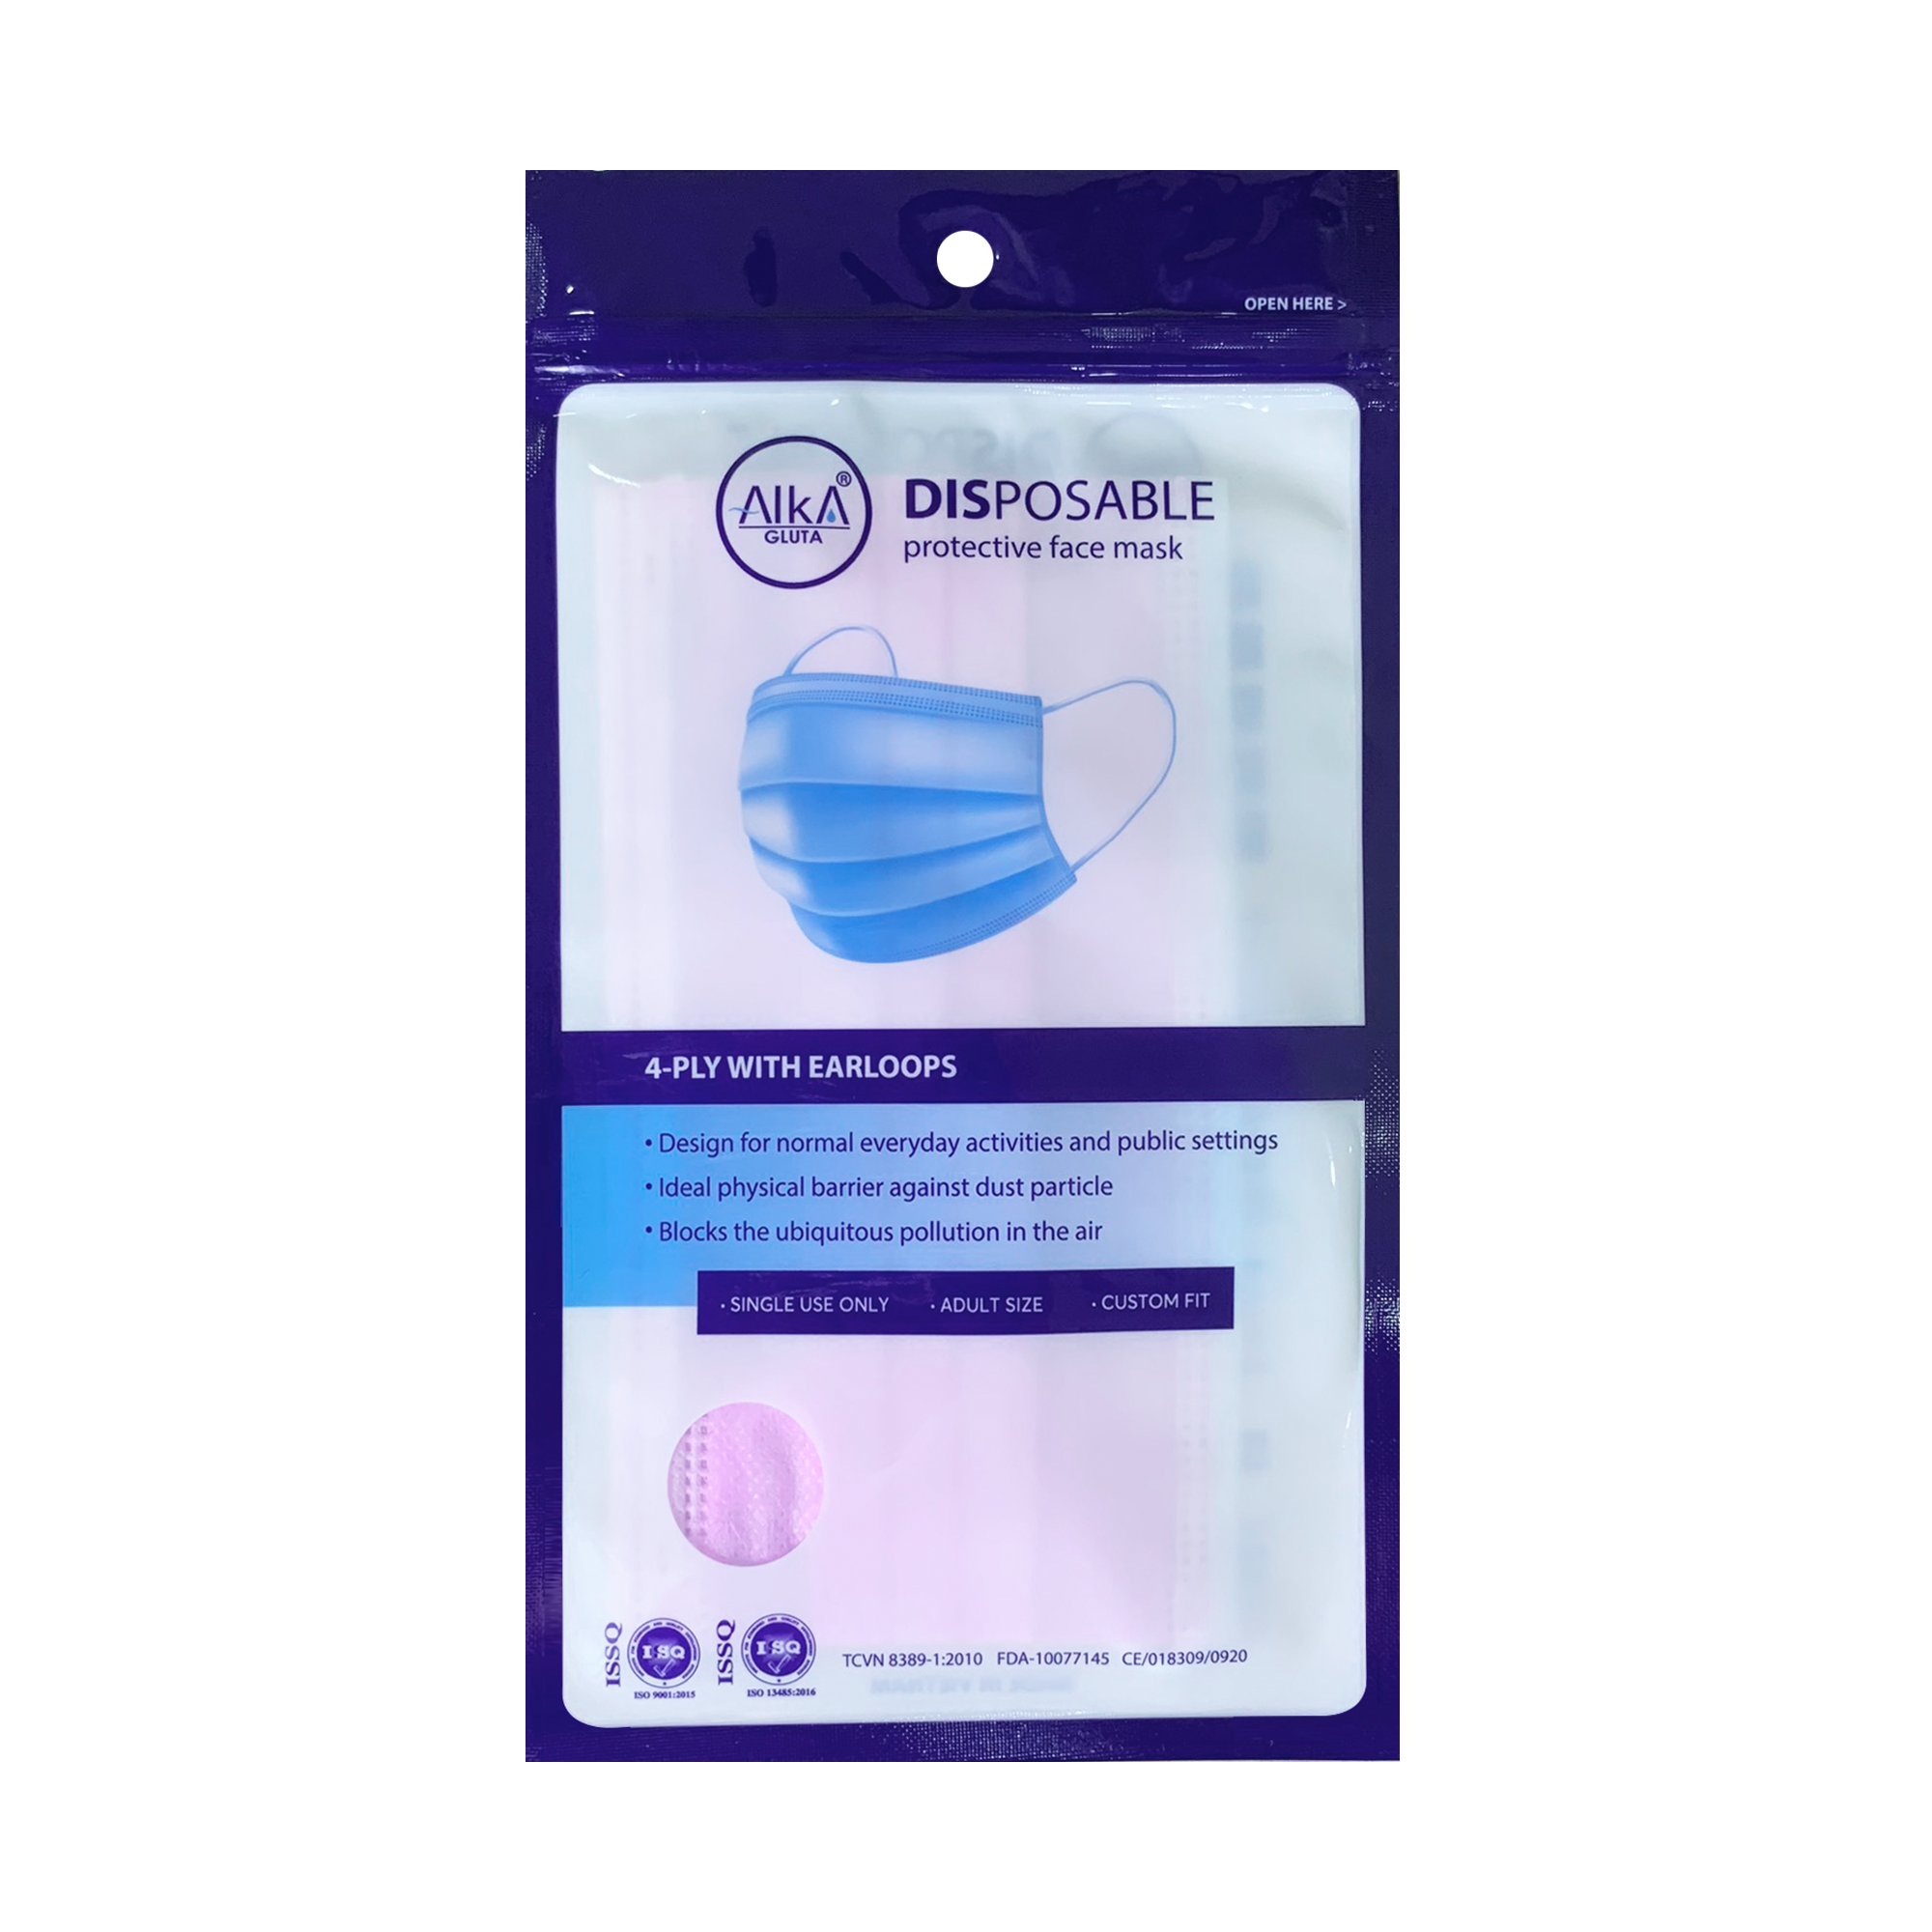 OPEN HERE >
AlkA®
GLUTA
DISPOSABLE
protective face mask
4-PLY WITH EARLOOPS
• Design for normal everyday activities and public settings
• Ideal physical barrier against dust particle
• Blocks the ubiquitous pollution in the air
• SINGLE USE ONLY • ADULT SIZE • CUSTOM FIT
ISSQ
ISSQ
ISO 9001:2015
ISSQ
ISSQ
ISO 13485:2016
TCVN 8389-1:2010 FDA-10077145 CE/018309/0920